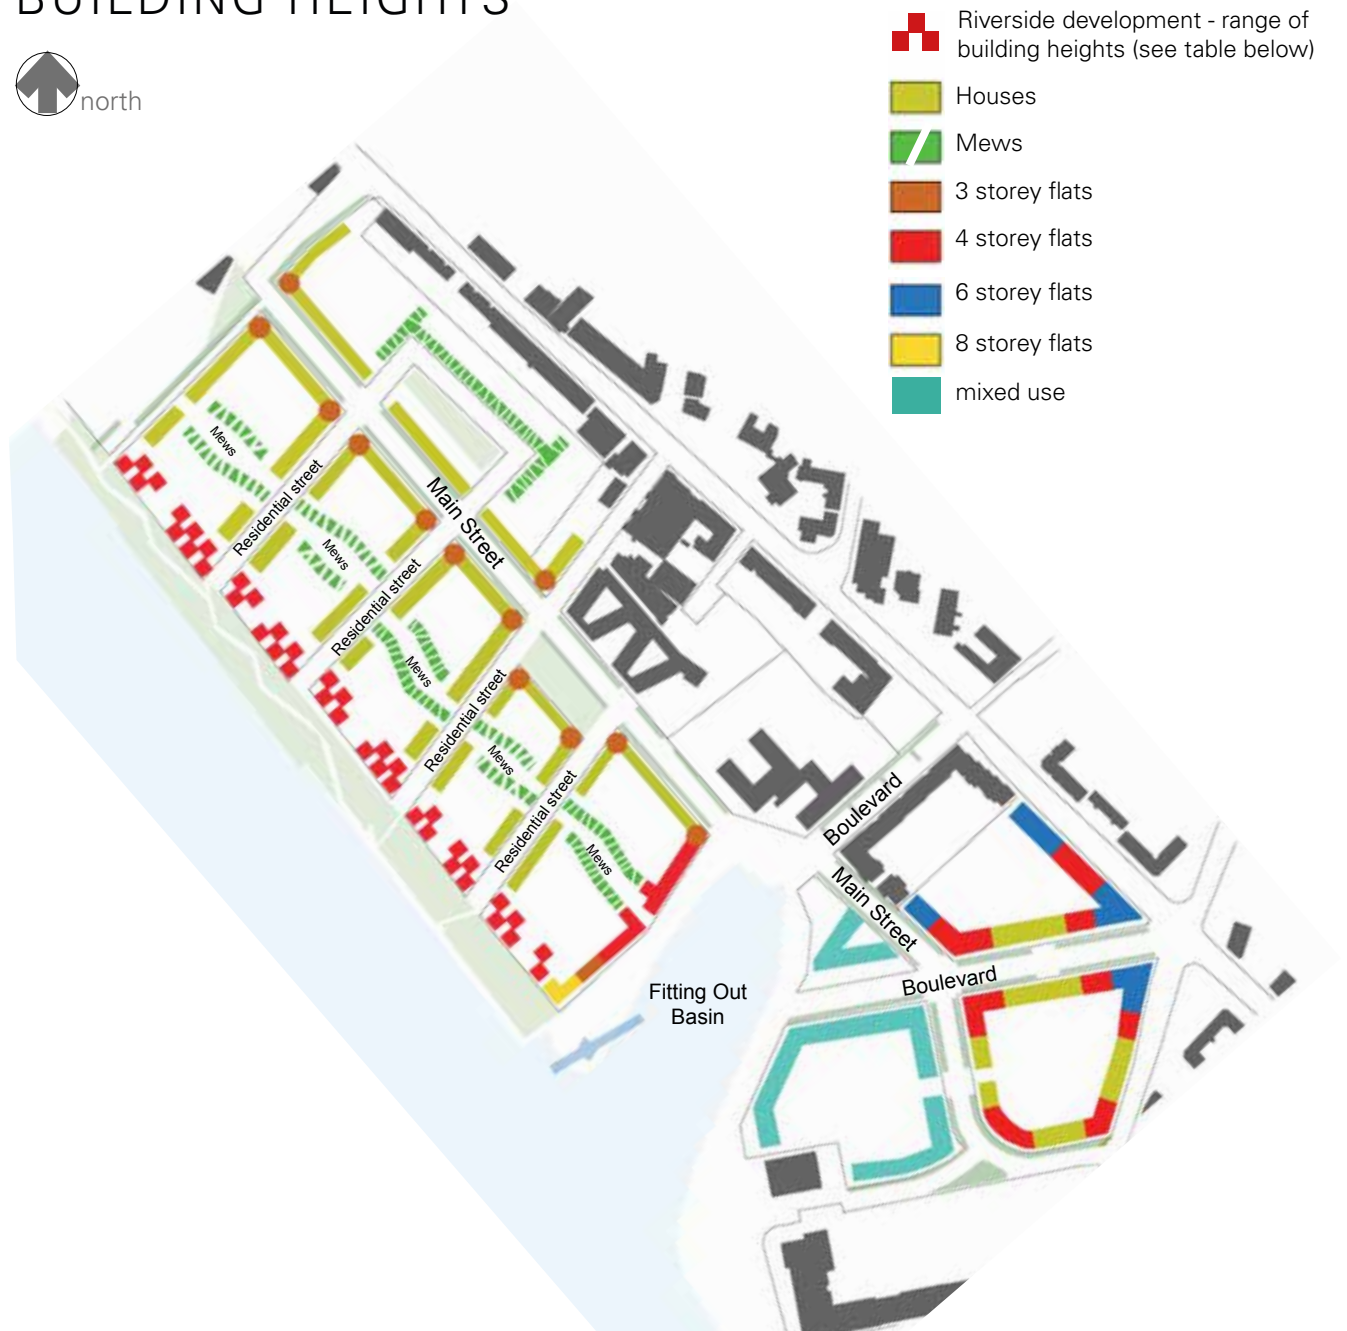 BUILDING HEIGHTS
north
Riverside development - range of
building heights (see table below)
Houses
Mews
3 storey flats
4 storey flats
6 storey flats
8 storey flats
mixed use
Mews
Residential street
Main Street
Mews
Residential street
Mews
Residential street
Mews
Residential street
Mews
Boulevard
Main Street
Boulevard
Fitting Out
Basin